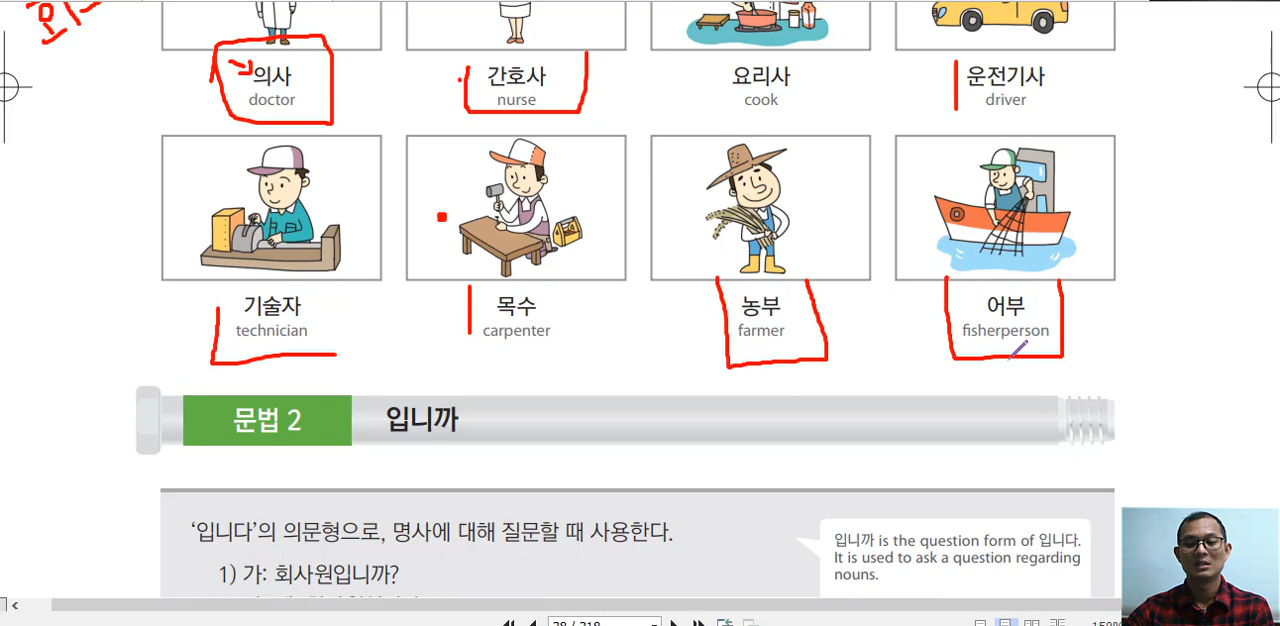 의사 간호사 요리사 운전기사
doctor nurse cook driver
기술자 목수 농부 어부
technician carpenter farmer fisherperson
문법 2 입니까
‘입니다’의 의문형으로, 명사에 대해 질문할 때 사용한다.
1) 가: 회사원입니까?
입니까 is the question form of 입니다.
It is used to ask a question regarding
nouns.